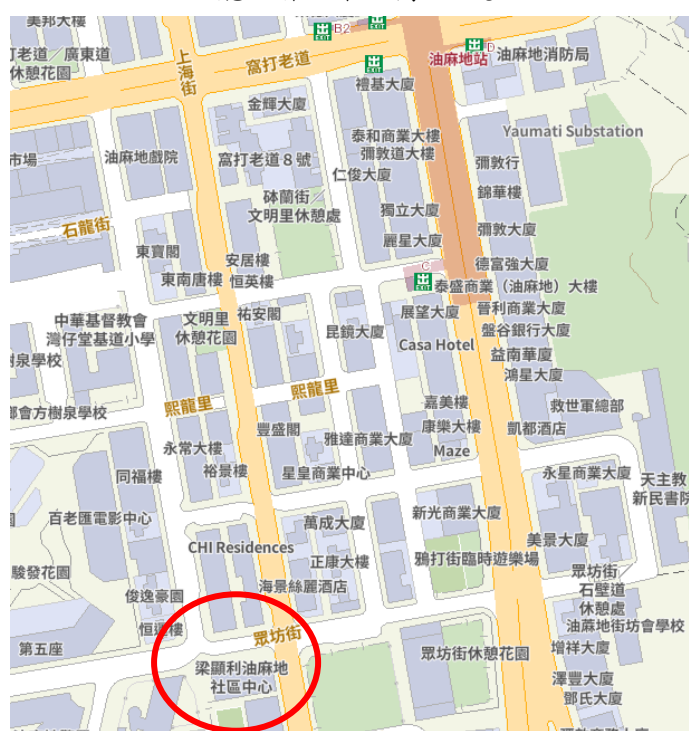 美邦大樓
B2
出
EXIT
出
EXIT
D
出
EXIT
油麻地站
油麻地消防局
丁老道／廣東道
休憩花園
上海街
窩打老道
出
EXIT
禮基大廈
金輝大廈
泰和商業大樓
彌敦道大樓
Yaumati Substation
市場
油麻地戲院
窩打老道8號
仁俊大廈
彌敦行
錦華樓
砵蘭街／
文明里休憩處
獨立大廈
彌敦大廈
石龍街
麗星大廈
東寶閣
安居樓
德富強大廈
東南唐樓
恒英樓
C
出
EXIT
泰盛商業（油麻地）大樓
中華基督教會
灣仔堂基道小學
文明里
休憩花園
祐安閣
展望大廈
晉利商業大廈
昆鏡大廈
盤谷銀行大廈
Casa Hotel
益南華廈
樹泉學校
鴻星大廈
熙龍里
熙龍里
嘉美樓
救世軍總部
會方樹泉學校
豐盛閣
康樂大樓
凱都酒店
永常大樓
雅達商業大廈
Maze
同福樓
裕景樓
星皇商業中心
永星商業大廈
天主教
新民書院
百老匯電影中心
萬成大廈
新光商業大廈
CHI Residences
美景大廈
正康大樓
鴉打街臨時遊樂場
駿發花園
眾坊街
石壁道
休憩處
俊逸豪園
海景絲麗酒店
恒運樓
眾坊街
油蔴地街坊會學校
第五座
眾坊街休憩花園
增祥大廈
梁顯利油麻地
社區中心
澤豐大廈
鄧氏大廈